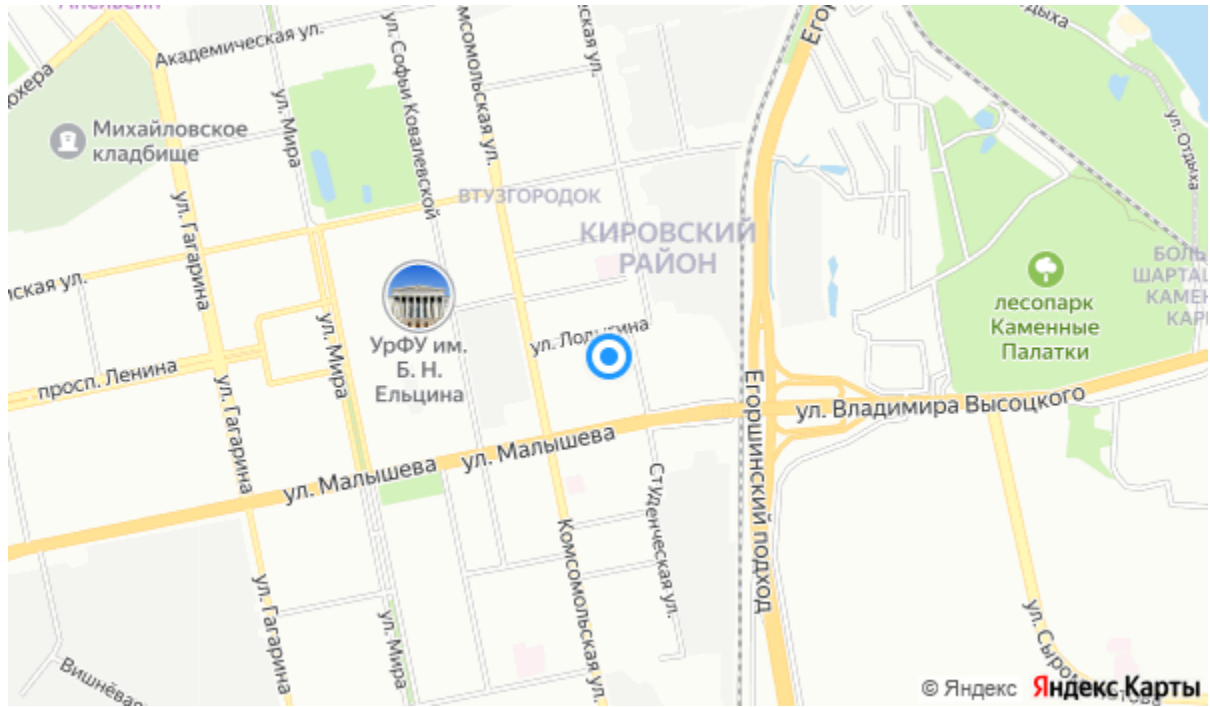 Академическая ул.
ул. Софьи Ковалевской
ул. Мира
Михайловское
кладбище
ул. Гагарина
ВТУЗГОРОДОК
КИРОВСКИЙ
РАЙОН
ул. Отдыха
лесопарк
Каменные
Палатки
УрФУ им.
Б. Н.
Ельцина
ул. Мира
просп. Ленина
ул. Гагарина
ул. Малышева
ул. Малышева
ул. Владимира Высоцкого
Егоршинский подход
Студенческая ул.
Комсомольская ул.
ул. Гагарина
ул. Мира
© Яндекс Яндекс Карты